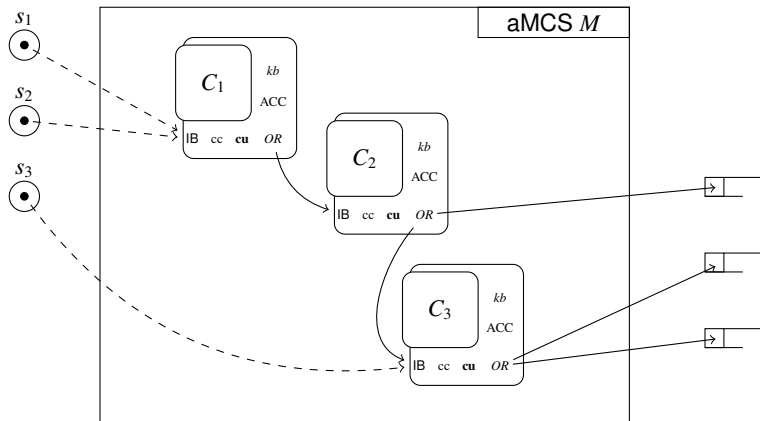 s1
aMCS M
C1
kb
ACC
IB cc cu OR
s2
C2
kb
ACC
IB cc cu OR
s3
C3
kb
ACC
IB cc cu OR